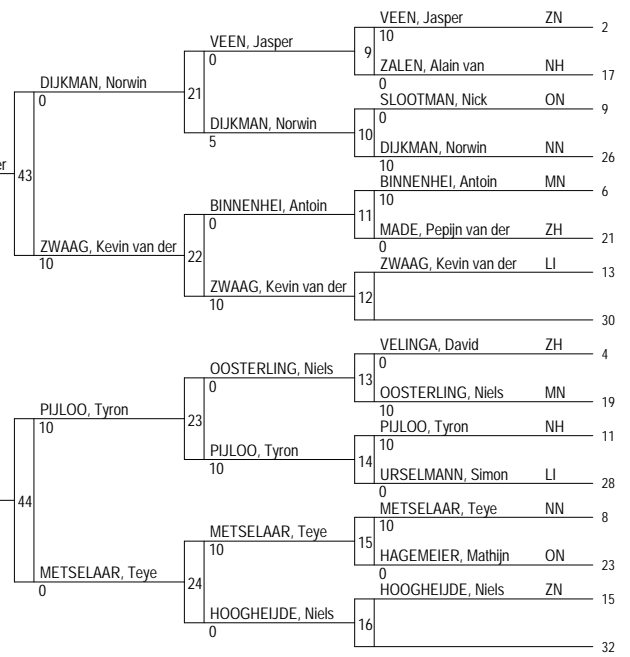 VEEN, Jasper ZN 2
10
9
ZALEN, Alain van NH 17
0
SLOOTMAN, Nick ON 9
0
10
DIJKMAN, Norwin NN 26
10
BINNENHEI, Antoin MN 6
10
11
MADE, Pepijn van der ZH 21
0
ZWAAG, Kevin van der LI 13
12
30
VELINGA, David ZH 4
0
13
OOSTERLING, Niels MN 19
10
PIJLOO, Tyron NH 11
10
14
URSELMANN, Simon LI 28
0
METSELAAR, Teye NN 8
10
15
HAGEMEIER, Mathijn ON 23
0
HOOGHEIJDE, Niels ZN 15
16
32
VEEN, Jasper
0
21
DIJKMAN, Norwin
5
BINNENHEI, Antoin
0
22
ZWAAG, Kevin van der
10
OOSTERLING, Niels
0
23
PIJLOO, Tyron
10
METSELAAR, Teye
10
24
HOOGHEIJDE, Niels
0
DIJKMAN, Norwin
0
43
ZWAAG, Kevin van der
10
PIJLOO, Tyron
10
44
METSELAAR, Teye
0